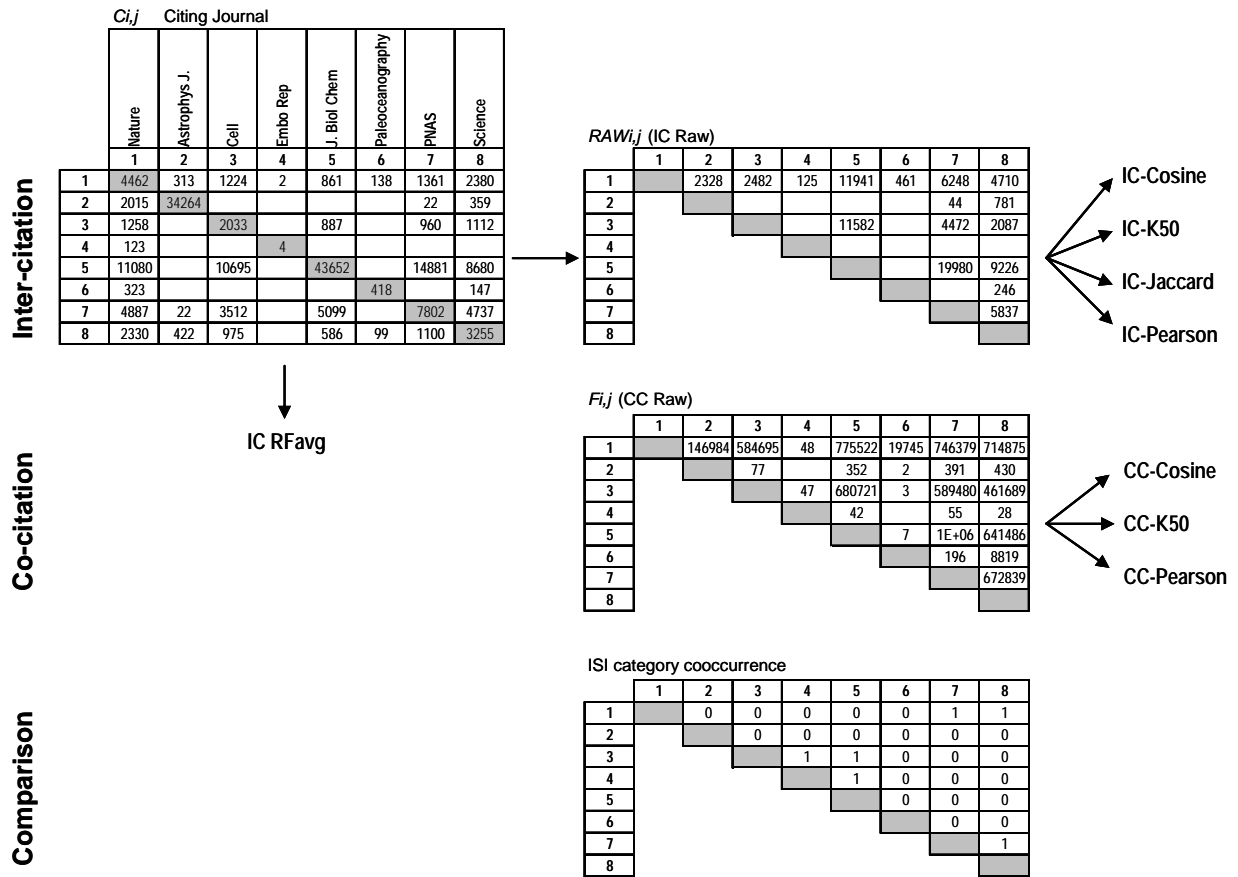 Ci,j Citing Journal
Nature Astrophys J. Cell Embo Rep J. Biol Chem Paleoceanography PNAS Science
1 2 3 4 5 6 7 8
1 4462 313 1224 2 861 138 1361 2380
2 2015 34264 22 359
3 1258 2033 887 960 1112
4 123 4
5 11080 10695 43652 14881 8680
6 323 418 147
7 4887 22 3512 5099 7802 4737
8 2330 422 975 586 99 1100 3255
Inter-citation
IC RFavg
RAWi,j (IC Raw)
1 2 3 4 5 6 7 8
1 2328 2482 125 11941 461 6248 4710
2 44 781
3 11582 4472 2087
4
5 19980 9226
6 246
7 5837
8
IC-Cosine
IC-K50
IC-Jaccard
IC-Pearson
Co-citation
Fi,j (CC Raw)
1 2 3 4 5 6 7 8
1 146984 584695 48 775522 19745 746379 714875
2 77 352 2 391 430
3 47 680721 3 589480 461689
4 42 55 28
5 7 1E+06 641486
6 196 8819
7 672839
8
CC-Cosine
CC-K50
CC-Pearson
Comparison
ISI category cooccurrence
1 2 3 4 5 6 7 8
1 0 0 0 0 0 1 1
2 0 0 0 0 0 0
3 1 1 0 0 0
4 1 0 0 0
5 0 0 0
6 0 0
7 1
8